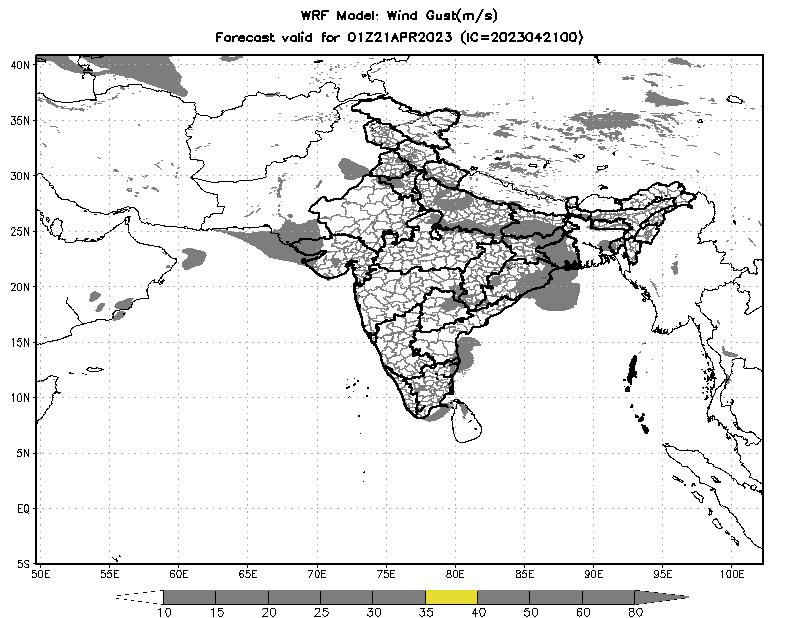 WRF Model: Wind Gust(m/s)
Forecast valid for 01Z21APR2023 (IC=2023042100)
40N
35N
30N
25N
20N
15N
10N
5N
EQ
5S
50E 55E 60E 65E 70E 75E 80E 85E 90E 95E 100E
10 15 20 25 30 35 40 50 60 80